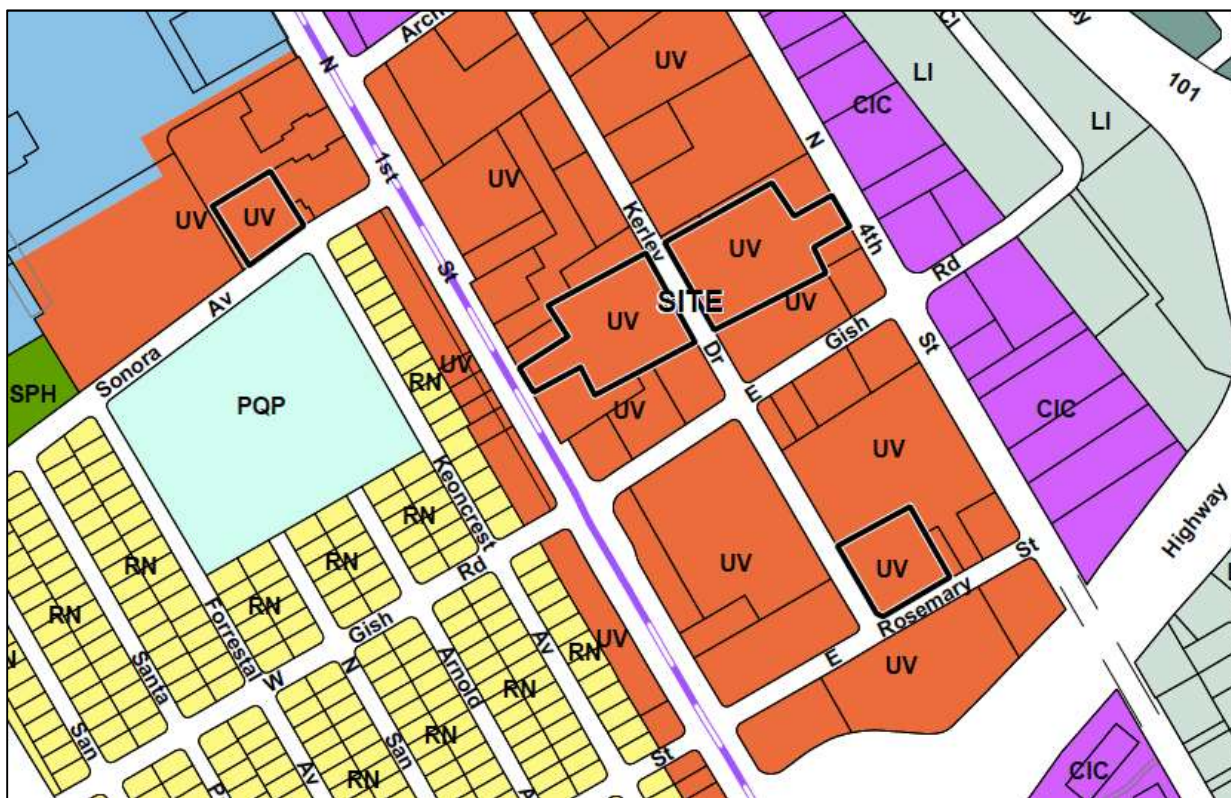 Arch
UV
LI
101
CIC
LI
N
N
1st
UV
UV
UV
Kerley
UV
4th
SITE
St
UV
UV
Rd
Sonora Av
UV
Dr
Gish
St
SPH
RN
UV
E
PQP
CIC
UV
Keoncrest
RN
RN
RN
RN
RN
Rd
UV
UV
St
Highway
Forrestal
Gish
Av
RN
UV
Rosemary
E
UV
Santa
W
N
Arnold
RN
San
San
RN
St
Av
RN
CIC